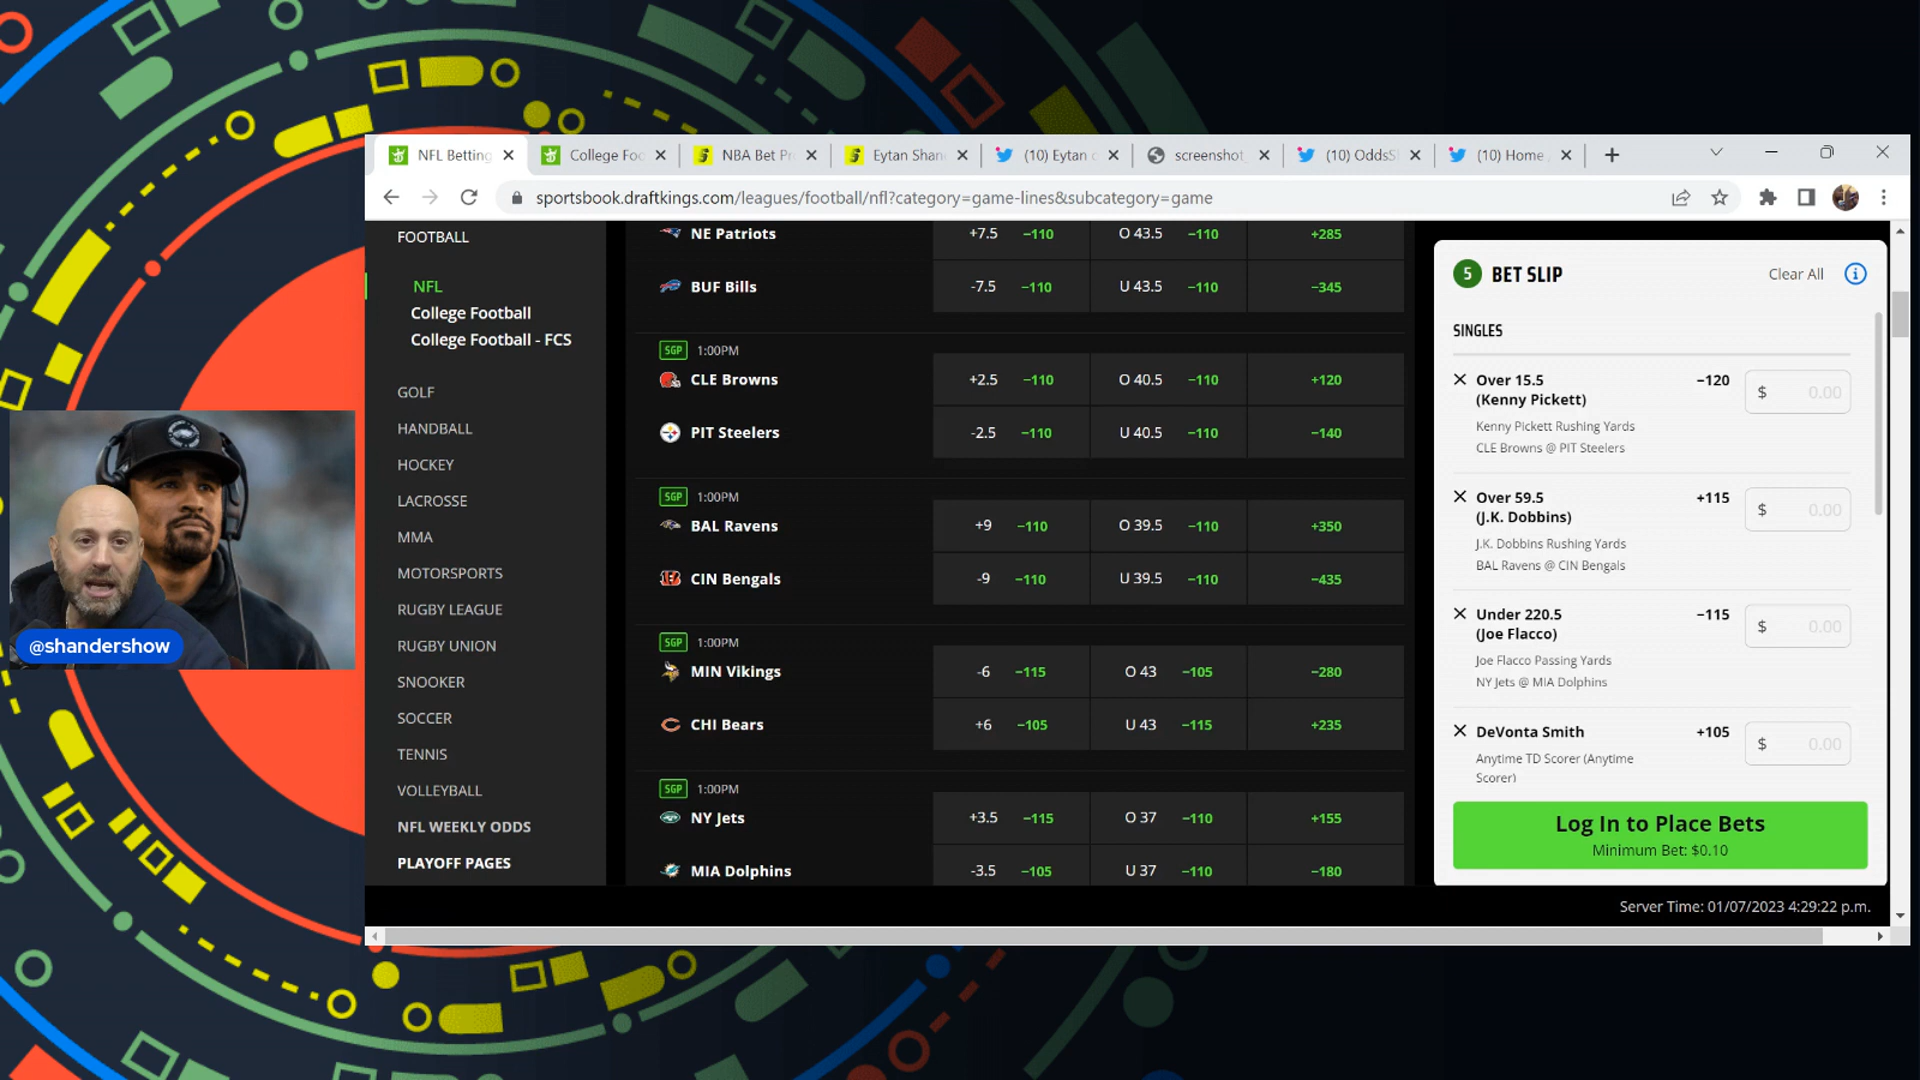 NFL Betting
College Foo
NBA Bet Pr
Eytan Shan
(10) Eytan
screenshot
(10) OddsS
(10) Home
sportsbook.draftkings.com/leagues/football/nfl?category=game-lines&subcategory=game
FOOTBALL
NFL
College Football
College Football - FCS
GOLF
HANDBALL
HOCKEY
LACROSSE
MMA
MOTORSPORTS
RUGBY LEAGUE
RUGBY UNION
SNOOKER
SOCCER
TENNIS
VOLLEYBALL
NFL WEEKLY ODDS
PLAYOFF PAGES
NE Patriots +7.5 −110 O 43.5 −110 +285
BUF Bills -7.5 −110 U 43.5 −110 −345
SGP 1:00PM
CLE Browns +2.5 −110 O 40.5 −110 +120
PIT Steelers -2.5 −110 U 40.5 −110 −140
SGP 1:00PM
BAL Ravens +9 −110 O 39.5 −110 +350
CIN Bengals -9 −110 U 39.5 −110 −435
SGP 1:00PM
MIN Vikings -6 −115 O 43 −105 −280
CHI Bears +6 −105 U 43 −115 +235
SGP 1:00PM
NY Jets +3.5 −115 O 37 −110 +155
MIA Dolphins -3.5 −105 U 37 −110 −180
5 BET SLIP Clear All i
SINGLES
Over 15.5 −120 $ 0.00
(Kenny Pickett)
Kenny Pickett Rushing Yards
CLE Browns @ PIT Steelers
Over 59.5 +115 $ 0.00
(J.K. Dobbins)
J.K. Dobbins Rushing Yards
BAL Ravens @ CIN Bengals
Under 220.5 −115 $ 0.00
(Joe Flacco)
Joe Flacco Passing Yards
NY Jets @ MIA Dolphins
DeVonta Smith +105 $ 0.00
Anytime TD Scorer (Anytime
Scorer)
Log In to Place Bets
Minimum Bet: $0.10
Server Time: 01/07/2023 4:29:22 p.m.
@shandershow